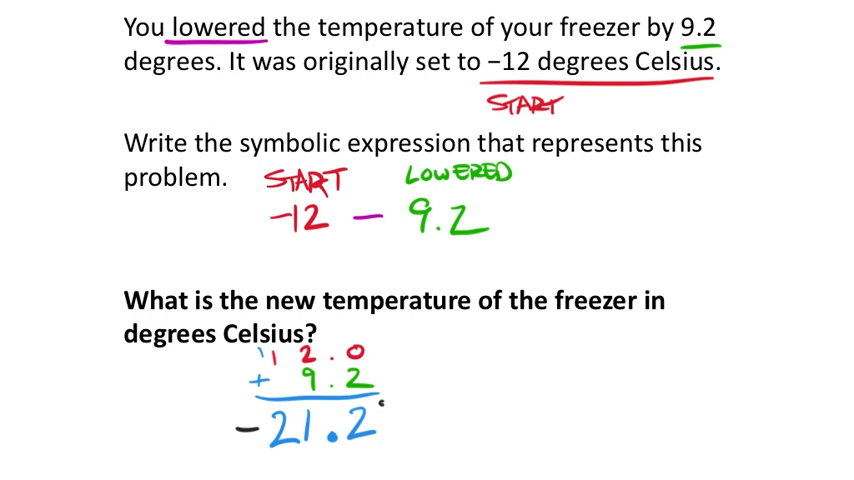 You lowered the temperature of your freezer by 9.2
degrees. It was originally set to −12 degrees Celsius.
START
Write the symbolic expression that represents this
problem.
START LOWERED
-12 - 9.2
What is the new temperature of the freezer in
degrees Celsius?
1
12.0
+ 9.2
-21.2